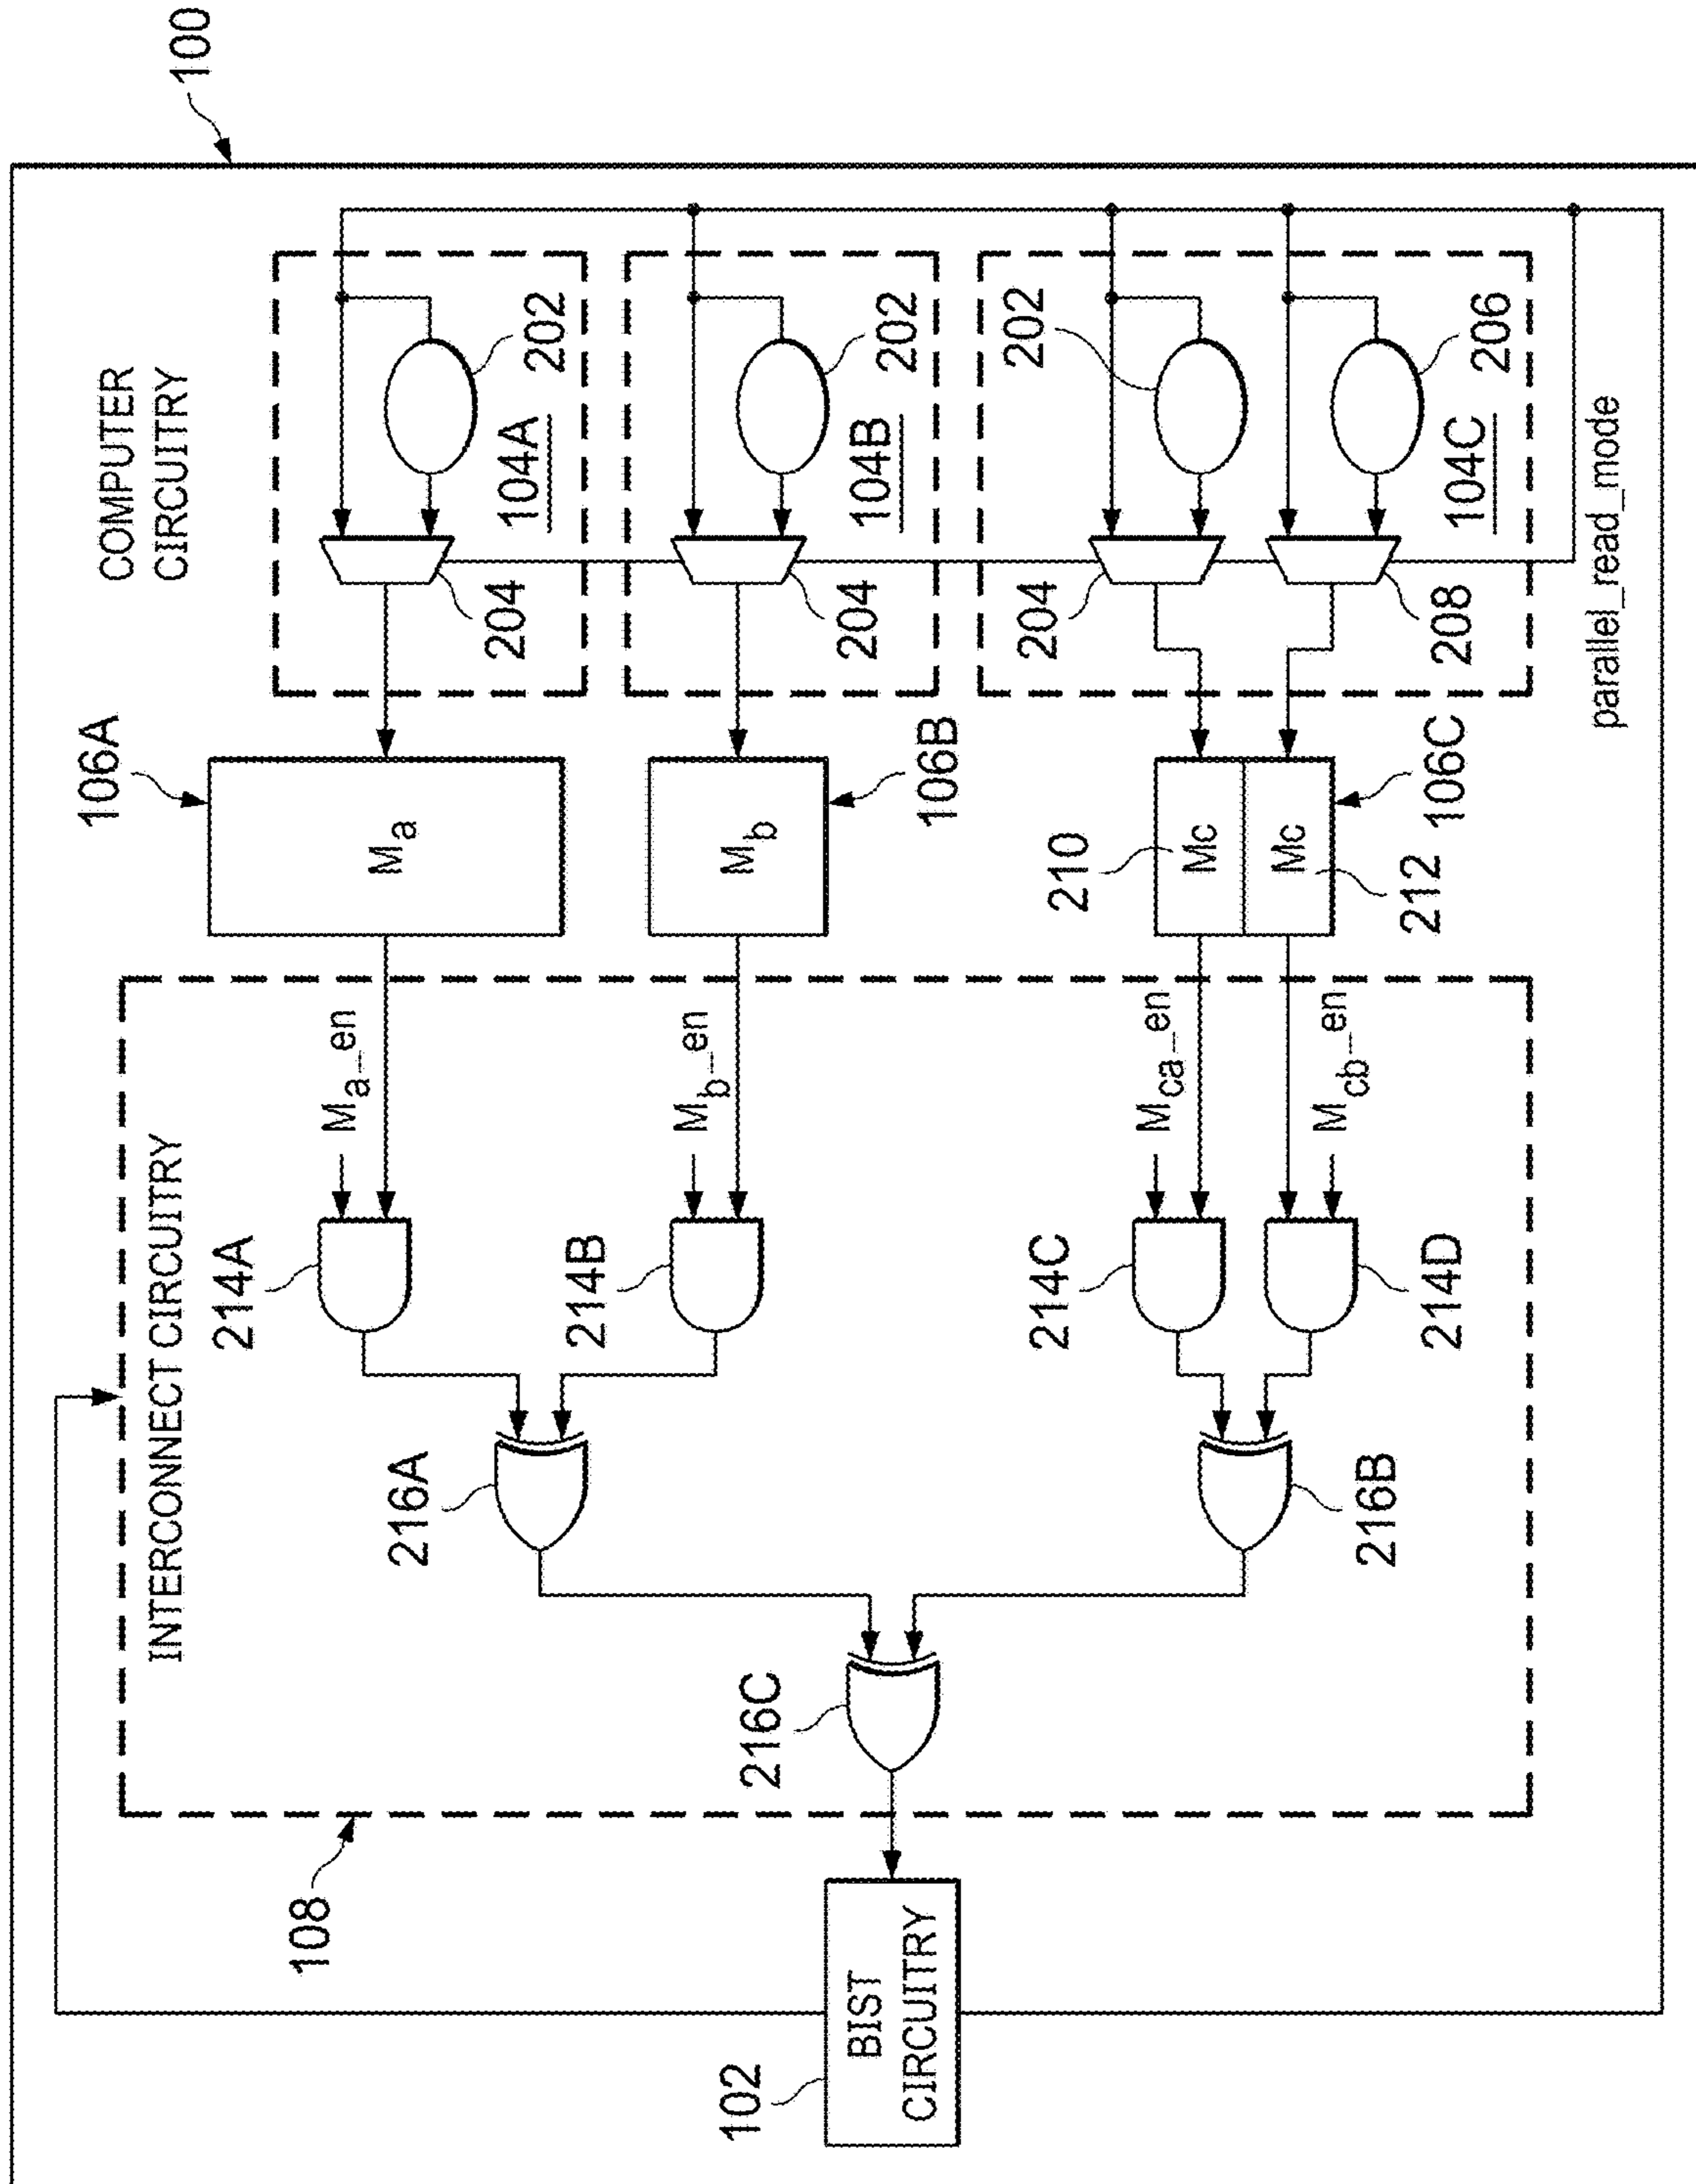 100
COMPUTER
CIRCUITRY
202
104A
204
202
104B
204
202
206
104C
204
208
parallel_read_mode
106A
Ma
Mb
106B
210
Mc
Mc
106C
212
INTERCONNECT CIRCUITRY
Ma_en
Mb_en
Mca_en
Mcb_en
214A
214B
214C
214D
216A
216B
216C
108
102
BIST
CIRCUITRY